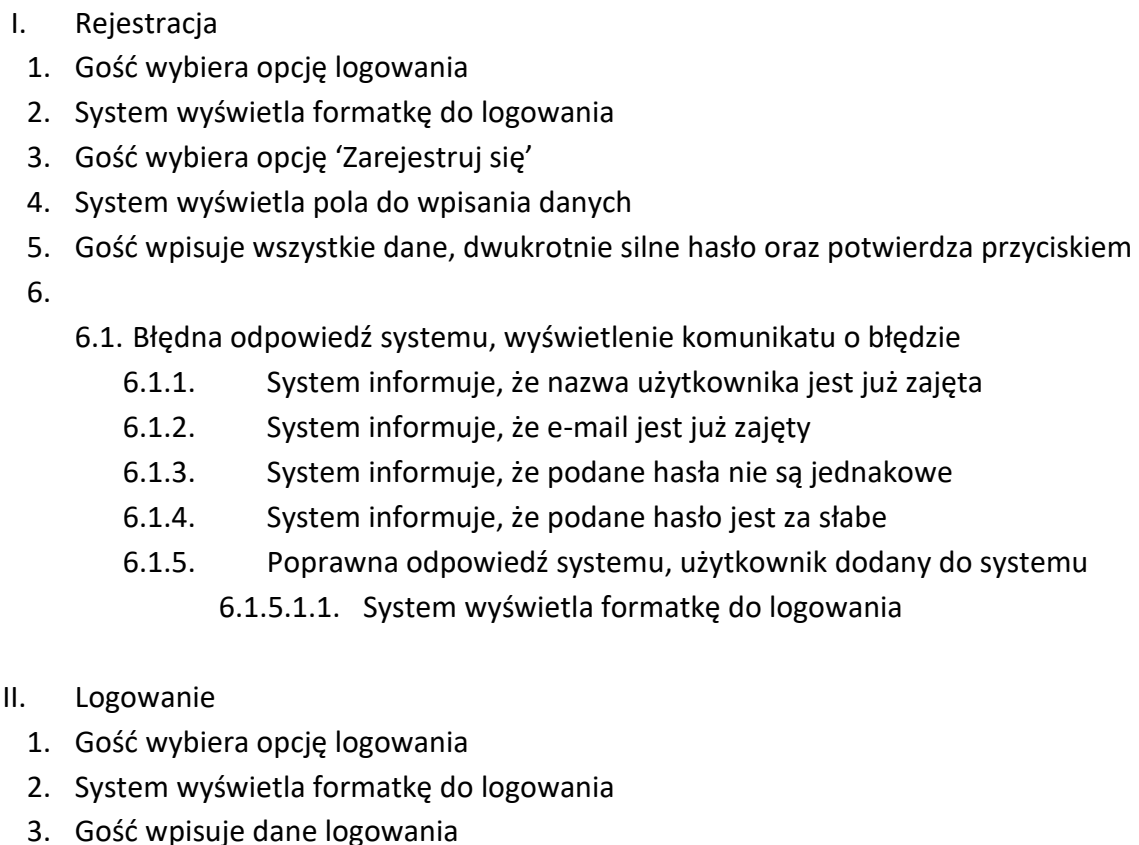 I. Rejestracja
1. Gość wybiera opcję logowania
2. System wyświetla formatkę do logowania
3. Gość wybiera opcję ‘Zarejestruj się’
4. System wyświetla pola do wpisania danych
5. Gość wpisuje wszystkie dane, dwukrotnie silne hasło oraz potwierdza przyciskiem
6.
6.1. Błędna odpowiedź systemu, wyświetlenie komunikatu o błędzie
6.1.1. System informuje, że nazwa użytkownika jest już zajęta
6.1.2. System informuje, że e-mail jest już zajęty
6.1.3. System informuje, że podane hasła nie są jednakowe
6.1.4. System informuje, że podane hasło jest za słabe
6.1.5. Poprawna odpowiedź systemu, użytkownik dodany do systemu
6.1.5.1.1. System wyświetla formatkę do logowania
II. Logowanie
1. Gość wybiera opcję logowania
2. System wyświetla formatkę do logowania
3. Gość wpisuje dane logowania